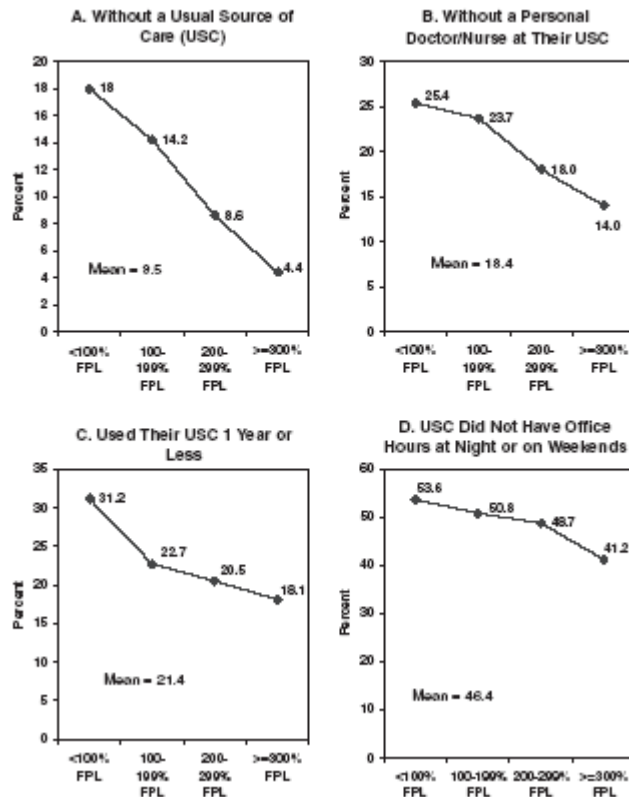 A. Without a Usual Source of
Care (USC)
20
18
16
14
12
10
8
6
4
2
0
Percent
18
14.2
8.6
4.4
Mean = 9.5
<100%
FPL
100-
199%
FPL
200-
299%
FPL
>=300%
FPL
B. Without a Personal
Doctor/Nurse at Their USC
30
25
20
15
10
5
0
Percent
25.4
23.7
18.0
14.0
Mean = 18.4
<100%
FPL
100-
199%
FPL
200-
299%
FPL
>=300%
FPL
C. Used Their USC 1 Year or
Less
35
30
25
20
15
10
5
0
Percent
31.2
22.7
20.5
18.1
Mean = 21.4
<100%
FPL
100-
199%
FPL
200-
299%
FPL
>=300%
FPL
D. USC Did Not Have Office
Hours at Night or on Weekends
60
50
40
30
20
10
0
Percent
53.6
50.8
48.7
41.2
Mean = 46.4
<100%
FPL
100-199%
FPL
200-299%
FPL
>=300%
FPL